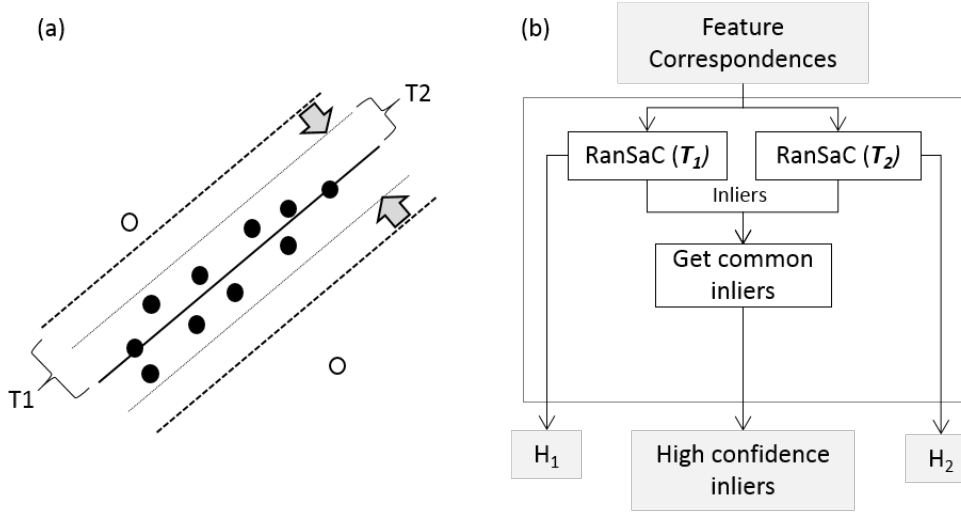 (a)
T2
T1
(b)
Feature
Correspondences
RanSaC (T₁)
RanSaC (T₂)
Inliers
Get common
inliers
H₁
High confidence
inliers
H₂